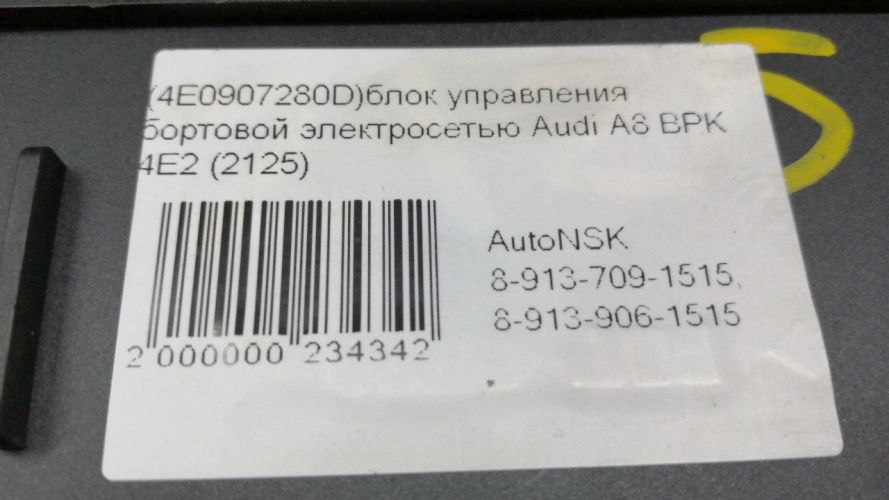 (4E0907280D)блок управления
бортовой электросетью Audi A8 BPK
4E2 (2125)
AutoNSK
8-913-709-1515,
8-913-906-1515
2 000000 234342